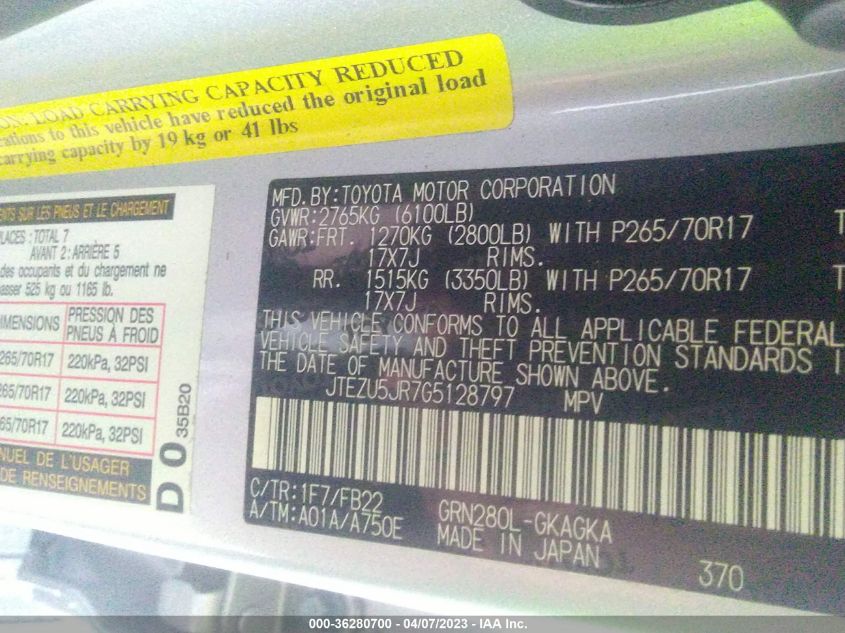 ON: LOAD CARRYING CAPACITY REDUCED
cations to this vehicle have reduced the original load
carrying capacity by 19 kg or 41 lbs
ENTS SUR LES PNEUS ET LE CHARGEMENT
PLACES : TOTAL 7
AVANT 2 : ARRIÈRE 5
des occupants et du chargement ne
passer 525 kg ou 1165 lb.
DIMENSIONS PRESSION DES PNEUS À FROID
265/70R17 220kPa, 32PSI
265/70R17 220kPa, 32PSI
65/70R17 220kPa, 32PSI
NUEL DE L'USAGER
DE RENSEIGNEMENTS
D 0 35B20
MFD.BY:TOYOTA MOTOR CORPORATION
GVWR:2765KG (6100LB)
GAWR:FRT. 1270KG (2800LB) WITH P265/70R17
17X7J RIMS.
RR. 1515KG (3350LB) WITH P265/70R17
17X7J RIMS.
THIS VEHICLE CONFORMS TO ALL APPLICABLE FEDERAL
VEHICLE SAFETY AND THEFT PREVENTION STANDARDS I
THE DATE OF MANUFACTURE SHOWN ABOVE.
JTEZU5JR7G5128797 MPV
C/TR:1F7/FB22
A/TM:A01A/A750E
GRN280L-GKAGKA
MADE IN JAPAN
370
000-36280700 - 04/07/2023 - IAA Inc.